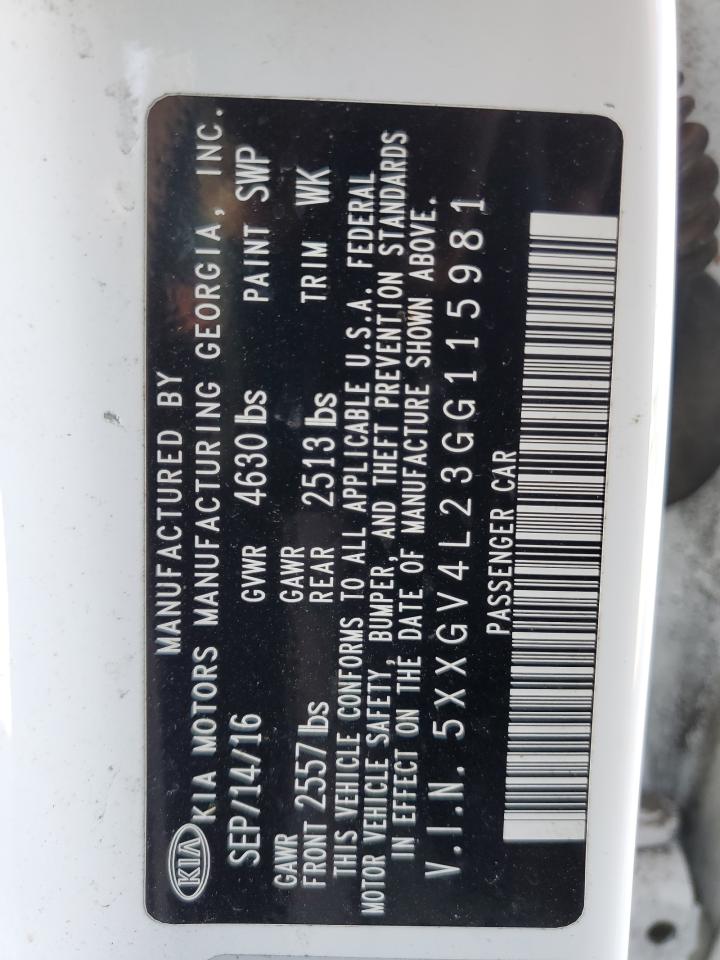 MANUFACTURED BY
KIA KIA MOTORS MANUFACTURING GEORGIA, INC.
SEP/14/16 GVWR 4630 lbs PAINT SWP
GAWR GAWR
FRONT 2557 lbs REAR 2513 lbs TRIM WK
THIS VEHICLE CONFORMS TO ALL APPLICABLE U.S.A. FEDERAL
MOTOR VEHICLE SAFETY, BUMPER, AND THEFT PREVENTION STANDARDS
IN EFFECT ON THE DATE OF MANUFACTURE SHOWN ABOVE.
V.I.N. 5XXGV4L23GG115981
PASSENGER CAR